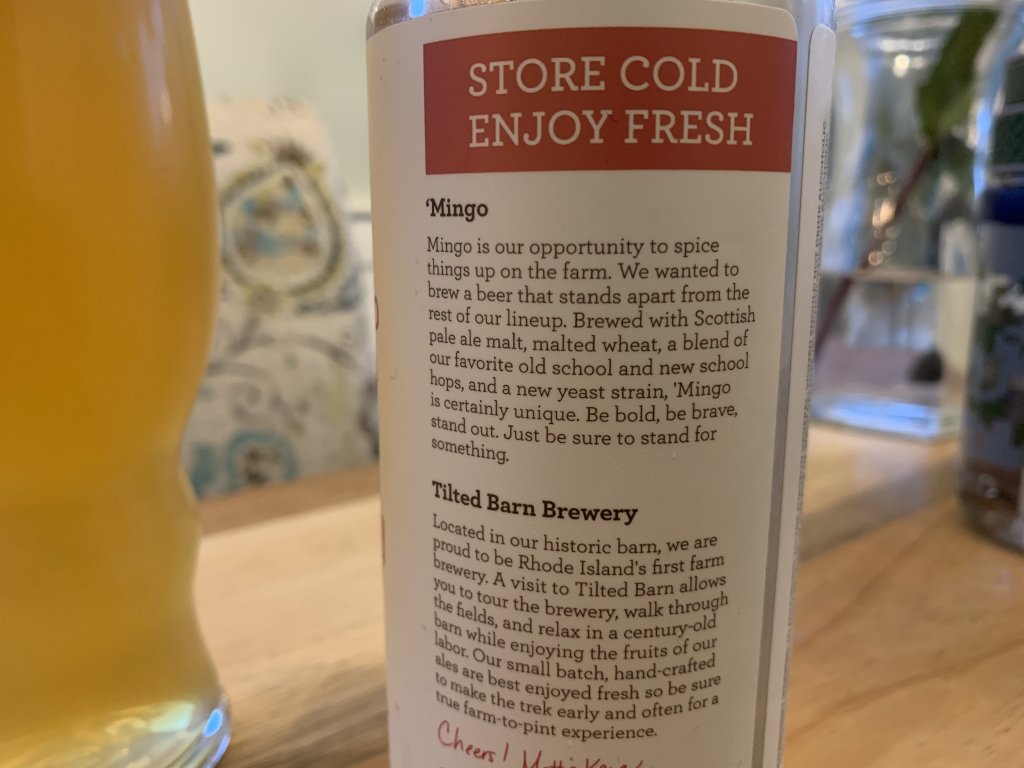 STORE COLD
ENJOY FRESH
‘Mingo
Mingo is our opportunity to spice
things up on the farm. We wanted to
brew a beer that stands apart from the
rest of our lineup. Brewed with Scottish
pale ale malt, malted wheat, a blend of
our favorite old school and new school
hops, and a new yeast strain, 'Mingo
is certainly unique. Be bold, be brave,
stand out. Just be sure to stand for
something.
Tilted Barn Brewery
Located in our historic barn, we are
proud to be Rhode Island's first farm
brewery. A visit to Tilted Barn allows
you to tour the brewery, walk through
the fields, and relax in a century-old
barn while enjoying the fruits of our
labor. Our small batch, hand-crafted
ales are best enjoyed fresh so be sure
to make the trek early and often for a
true farm-to-pint experience.
Cheers!